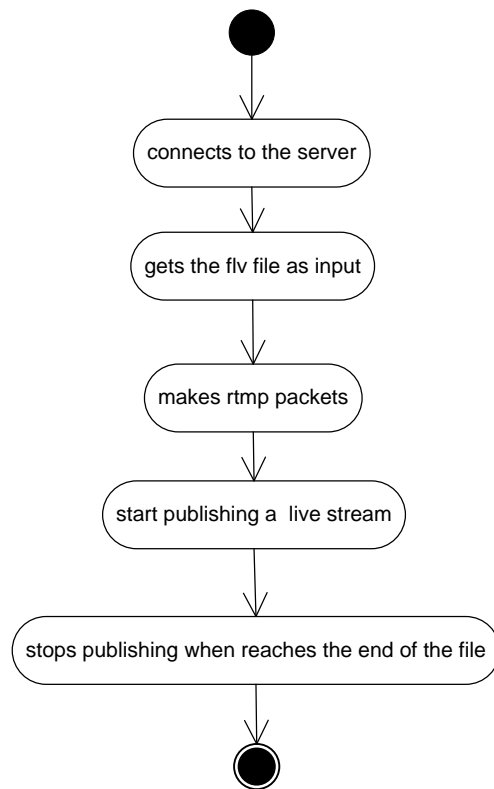 connects to the server
gets the flv file as input
makes rtmp packets
start publishing a  live stream
stops publishing when reaches the end of the file